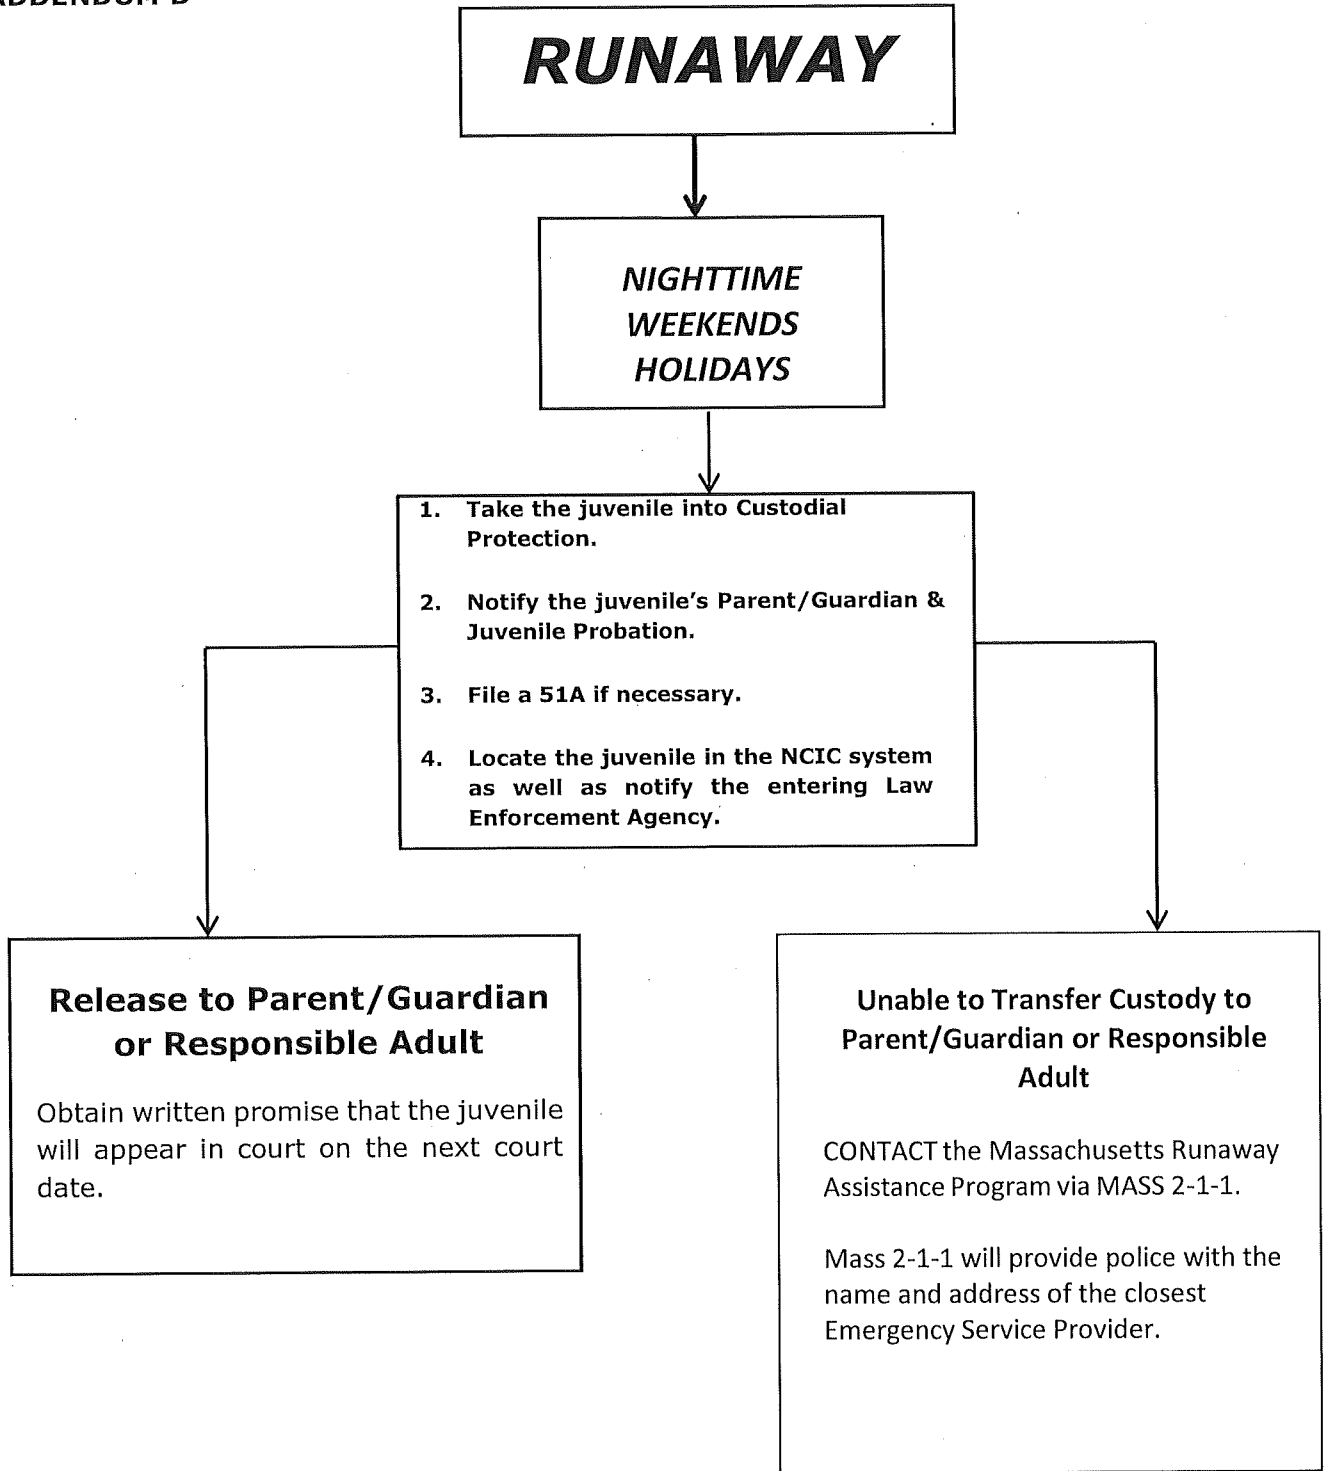 RUNAWAY
NIGHTTIME
WEEKENDS
HOLIDAYS
1. Take the juvenile into Custodial
Protection.
2. Notify the juvenile's Parent/Guardian &
Juvenile Probation.
3. File a 51A if necessary.
4. Locate the juvenile in the NCIC system
as well as notify the entering Law
Enforcement Agency.
Release to Parent/Guardian
or Responsible Adult
Obtain written promise that the juvenile
will appear in court on the next court
date.
Unable to Transfer Custody to
Parent/Guardian or Responsible
Adult
CONTACT the Massachusetts Runaway
Assistance Program via MASS 2-1-1.
Mass 2-1-1 will provide police with the
name and address of the closest
Emergency Service Provider.